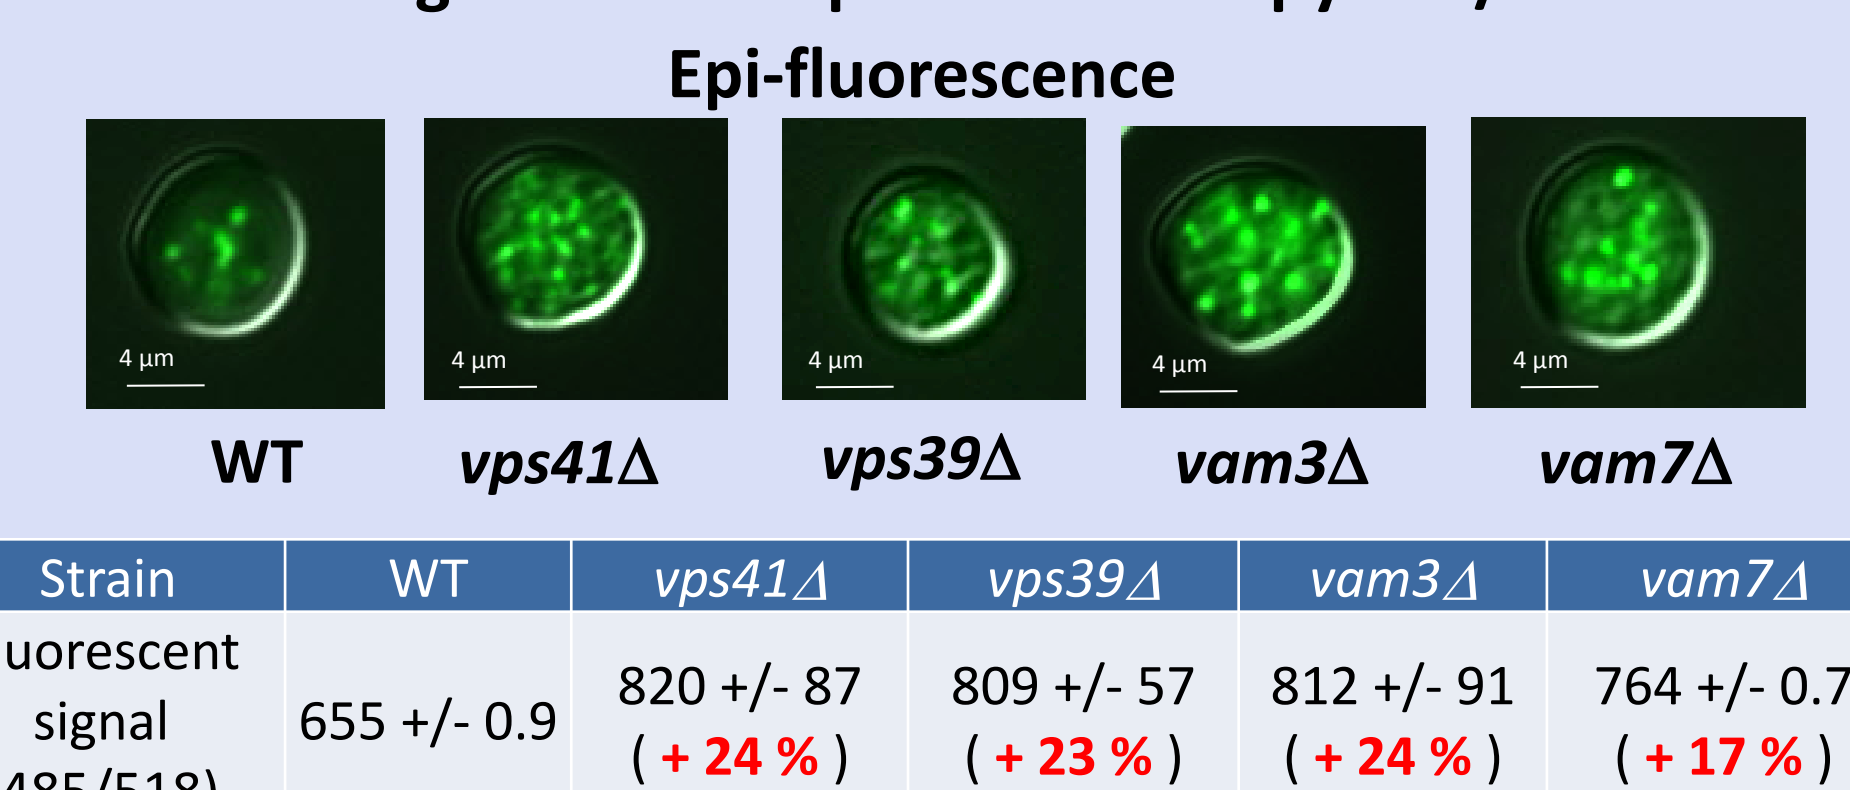 Epi-fluorescence
4 µm 4 µm 4 µm 4 µm 4 µm
WT vps41Δ vps39Δ vam3Δ vam7Δ
Strain WT vps41Δ vps39Δ vam3Δ vam7Δ
uorescent
signal
485/518)
655 +/- 0.9
820 +/- 87
( + 24 % )
809 +/- 57
( + 23 % )
812 +/- 91
( + 24 % )
764 +/- 0.7
( + 17 % )